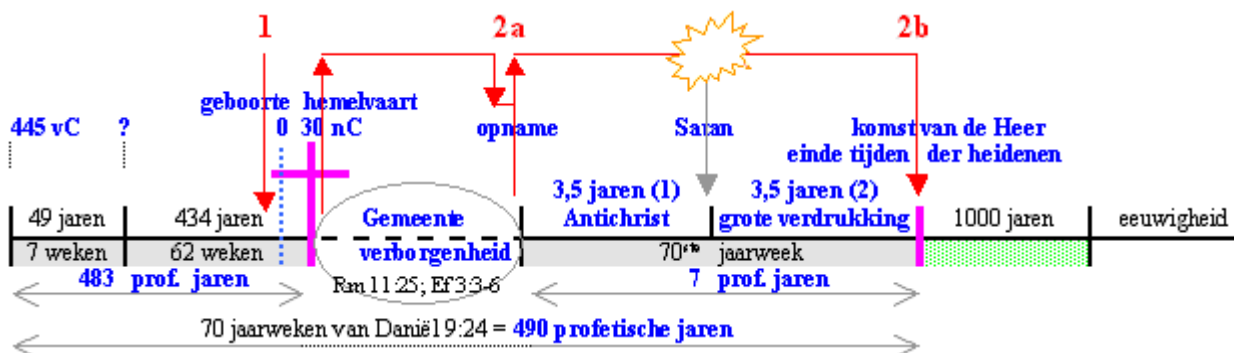 1 2a 2b
geboorte hemelvaart
445 vC ? 0 30 nC opname Satan komst van de Heer
einde tijden der heidenen
3,5 jaren (1) 3,5 jaren (2)
49 jaren 434 jaren Gemeente Antichrist grote verdrukking 1000 jaren eeuwigheid
7 weken 62 weken verborgenheid 70ste jaarweek
483 prof. jaren Rm 11:25; Ef 3:3-6 7 prof. jaren
70 jaarweken van Daniël 9:24 = 490 profetische jaren